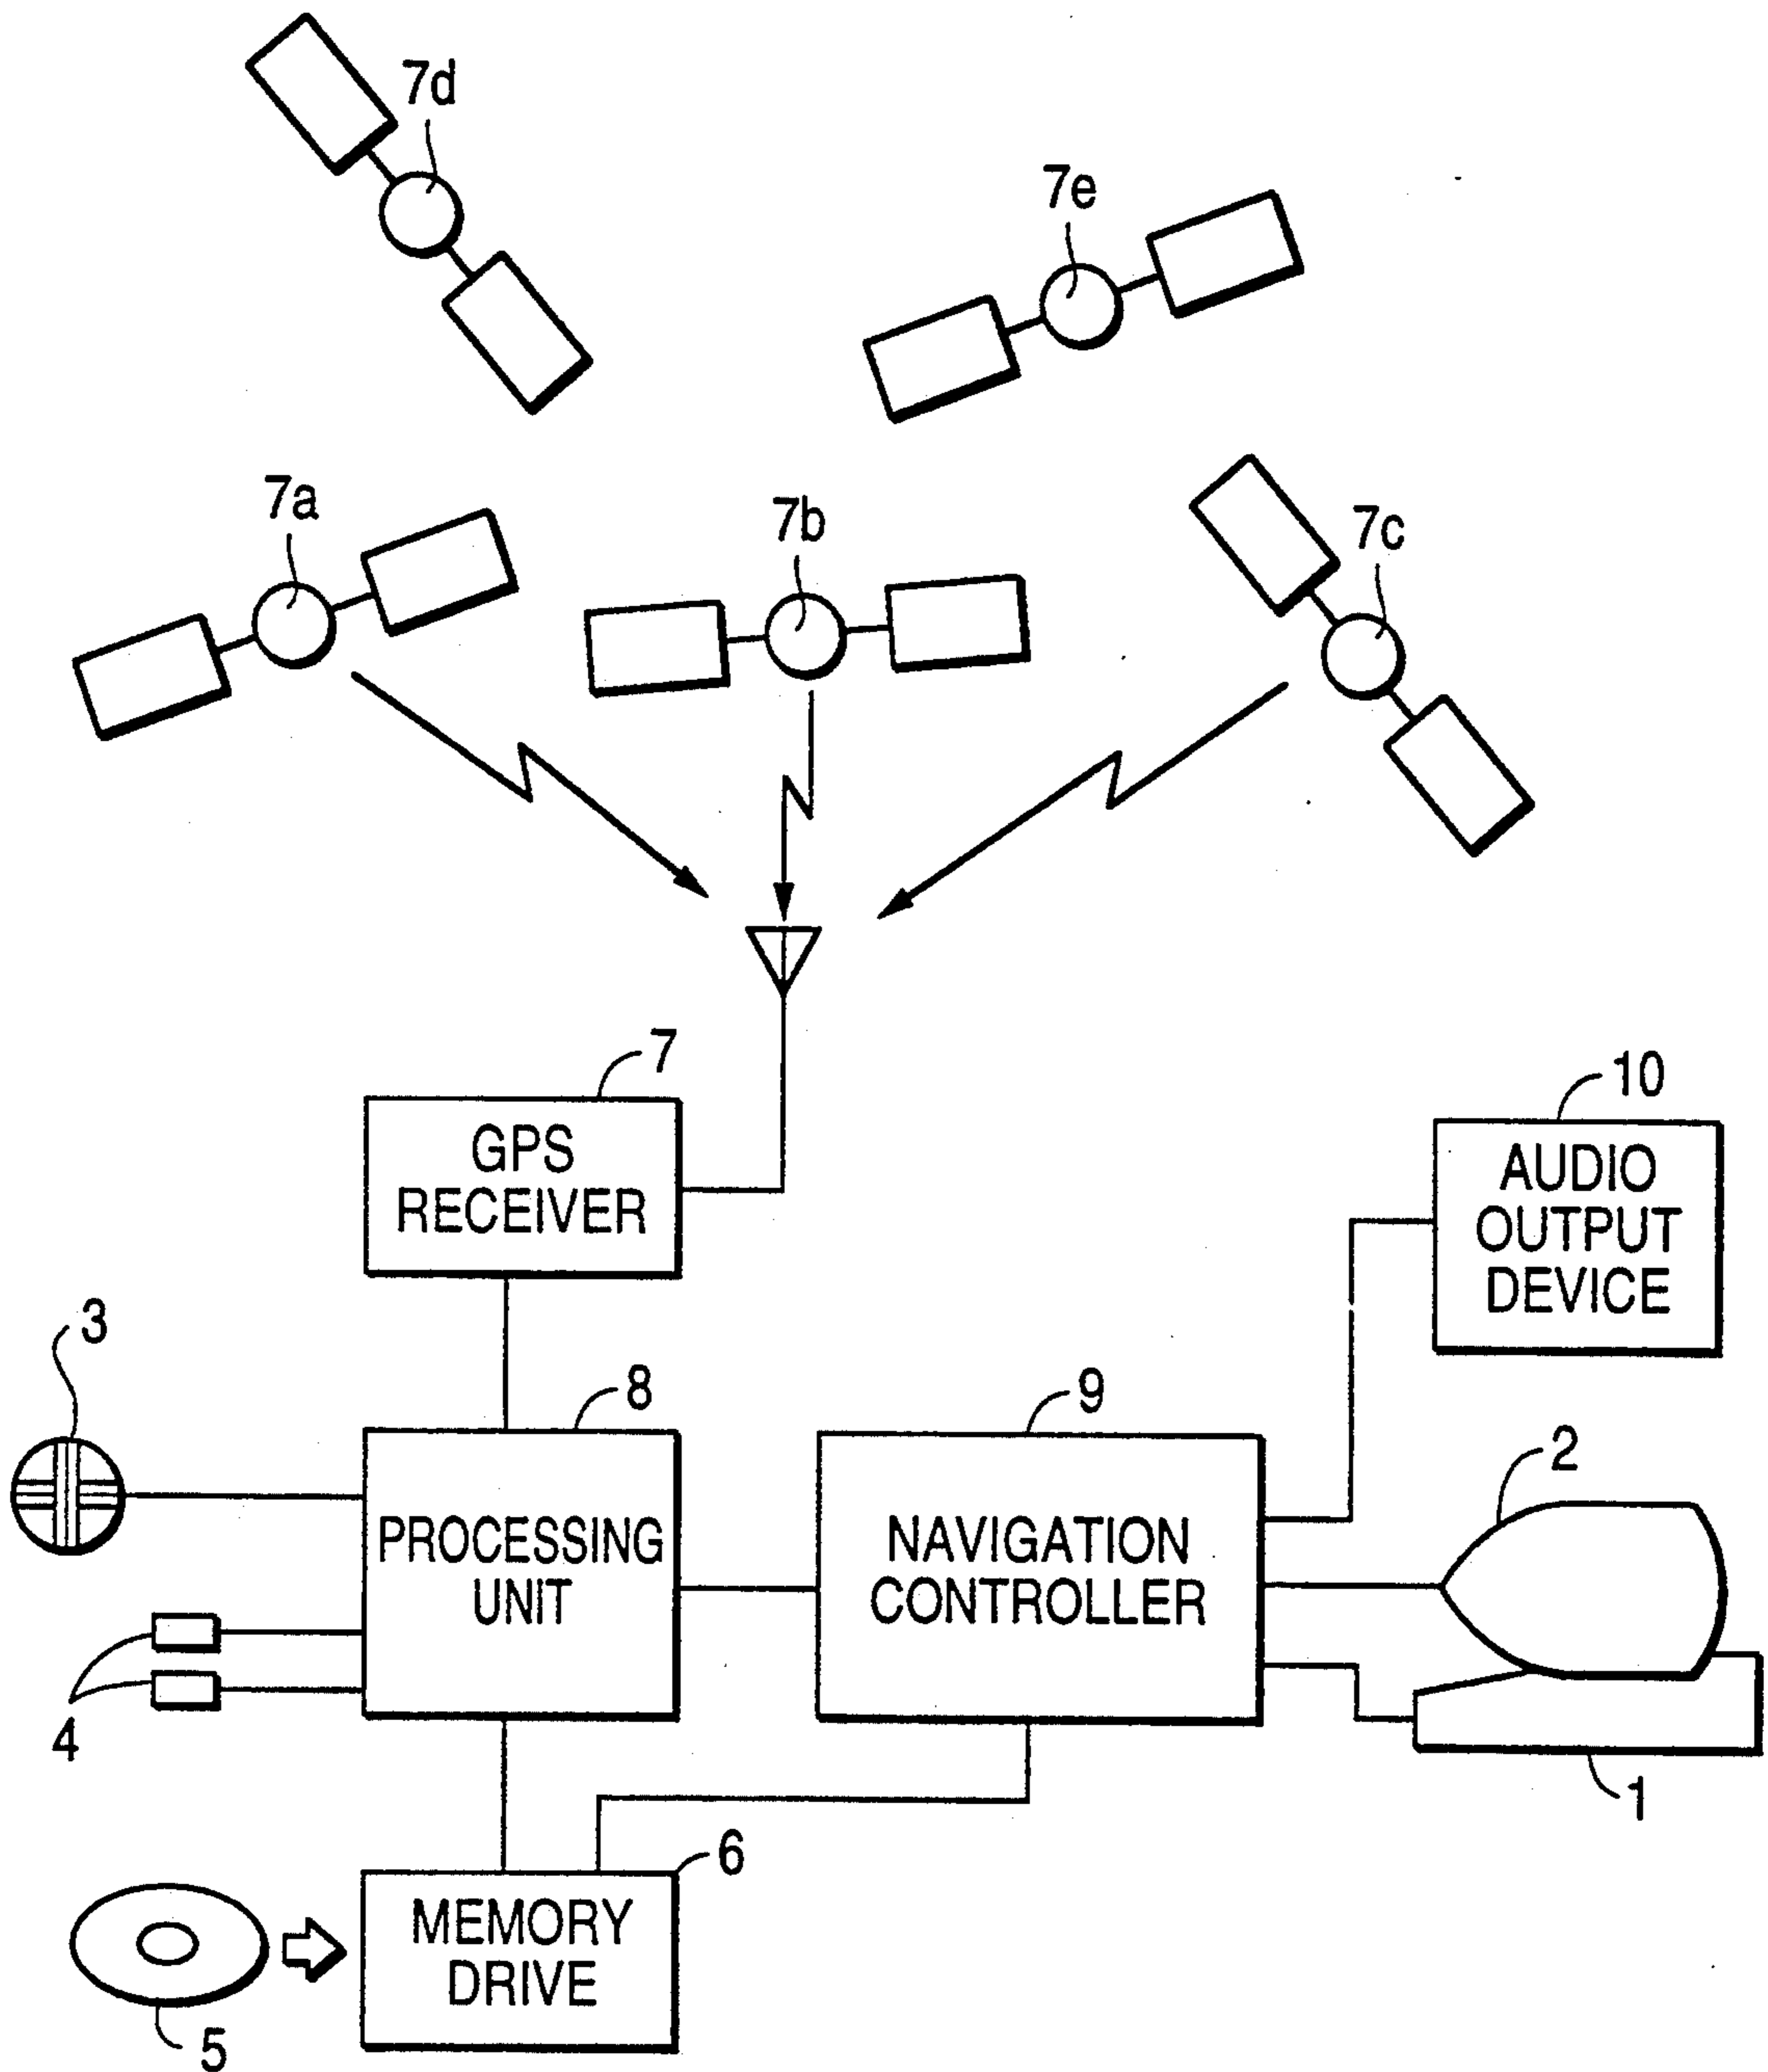 7d
7e
7a
7b
7c
7
GPS
RECEIVER
10
AUDIO
OUTPUT
DEVICE
3
8
PROCESSING
UNIT
9
NAVIGATION
CONTROLLER
2
4
1
6
MEMORY
DRIVE
5